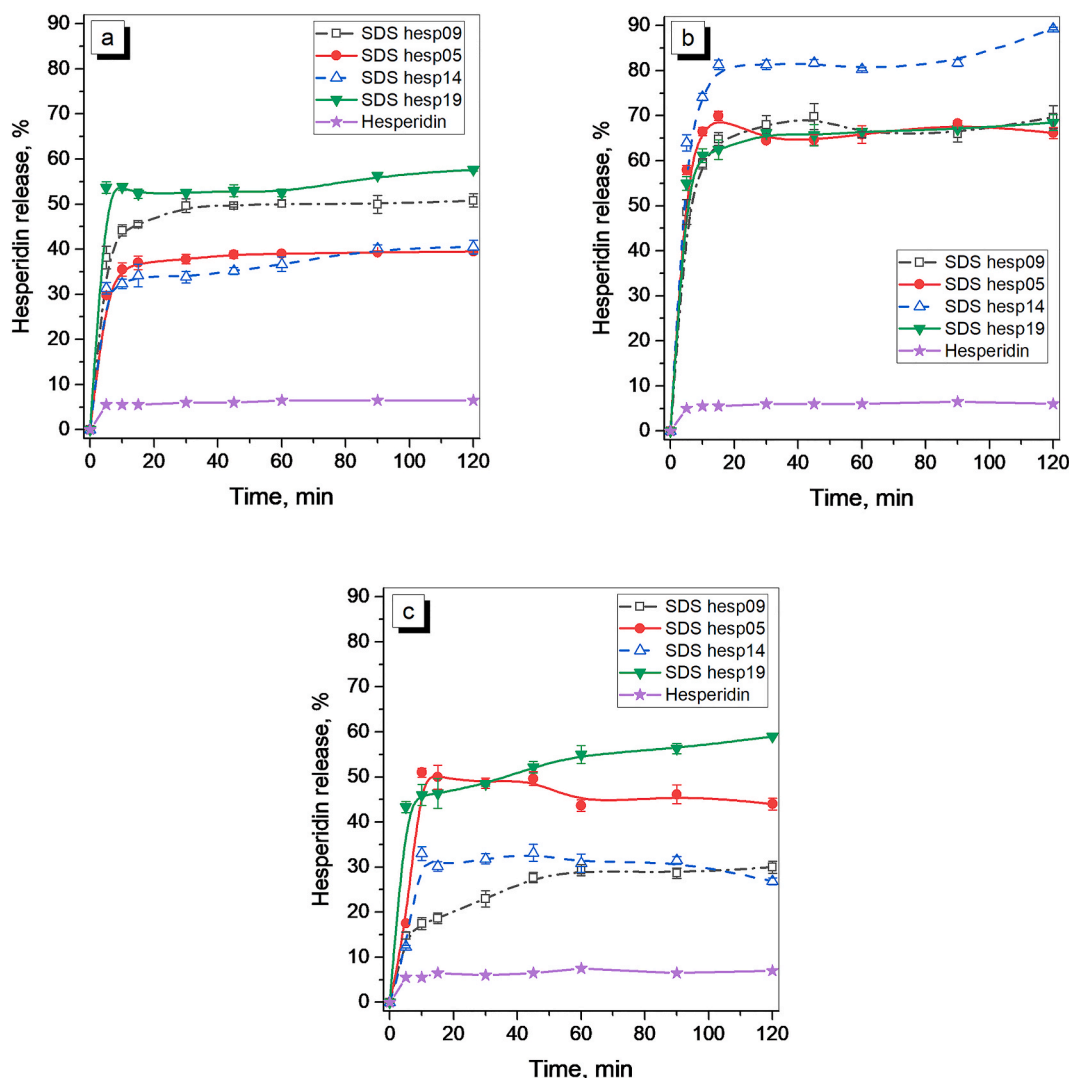 a
SDS hesp09
SDS hesp05
SDS hesp14
SDS hesp19
Hesperidin
Hesperidin release, %
90
80
70
60
50
40
30
20
10
0
0 20 40 60 80 100 120
Time, min
b
SDS hesp09
SDS hesp05
SDS hesp14
SDS hesp19
Hesperidin
Hesperidin release, %
90
80
70
60
50
40
30
20
10
0
0 20 40 60 80 100 120
Time, min
c
SDS hesp09
SDS hesp05
SDS hesp14
SDS hesp19
Hesperidin
Hesperidin release, %
90
80
70
60
50
40
30
20
10
0
0 20 40 60 80 100 120
Time, min